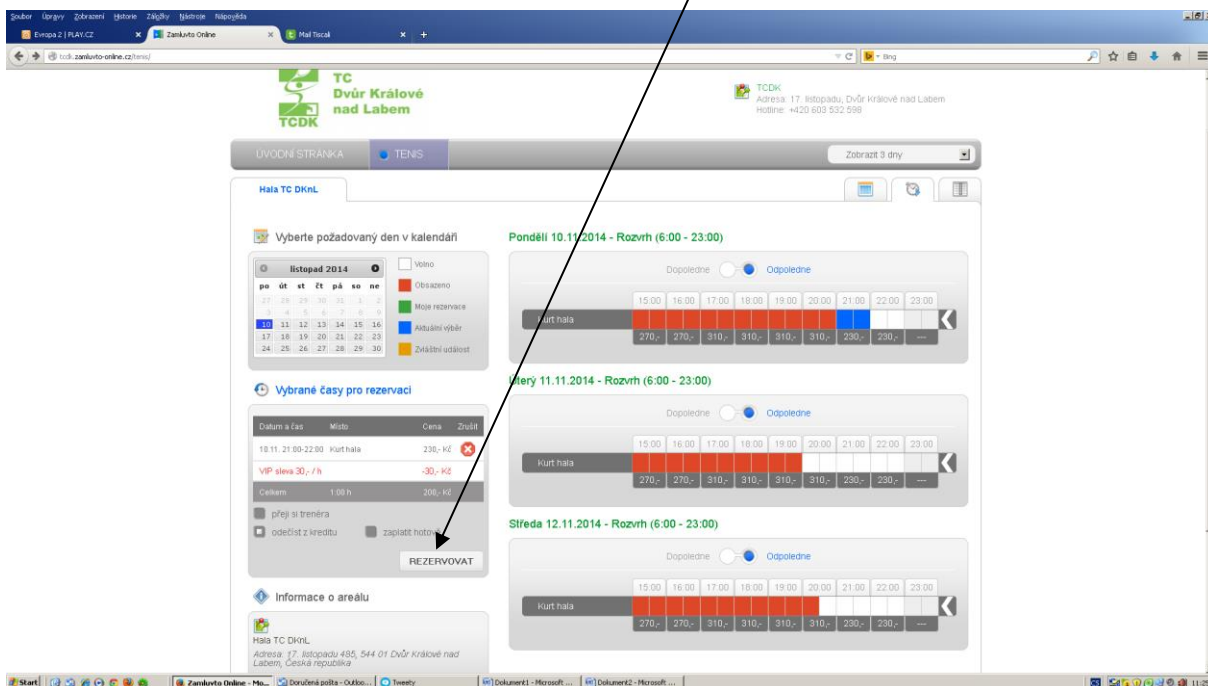 Soubor Úpravy Zobrazení Historie Záložky Nástroje Nápověda
Evropa 2 | PLAY.CZ × Zamluvto Online × Mail Tiscali × +
tcdk.zamluvto-online.cz/tenis/ Bing
TC
Dvůr Králové
nad Labem
TCDK
TCDK
Adresa: 17. listopadu, Dvůr Králové nad Labem
Hotline: +420 603 532 598
ÚVODNÍ STRÁNKA TENIS Zobrazit 3 dny
Hala TC DKnL
Vyberte požadovaný den v kalendáři
listopad 2014
po út st čt pá so ne
27 28 29 30 31 1 2
3 4 5 6 7 8 9
10 11 12 13 14 15 16
17 18 19 20 21 22 23
24 25 26 27 28 29 30
Volno
Obsazeno
Moje rezervace
Aktuální výběr
Zvláštní událost
Vybrané časy pro rezervaci
Datum a čas Místo Cena Zrušit
10.11. 21:00-22:00 Kurt hala 230,- Kč
VIP sleva 30,- / h -30,- Kč
Celkem 1:00 h 200,- Kč
přeji si trenéra
odečíst z kreditu zaplatit hotově
REZERVOVAT
Informace o areálu
Hala TC DKnL
Adresa: 17. listopadu 485, 544 01 Dvůr Králové nad
Labem, Česká republika
Pondělí 10.11.2014 - Rozvrh (6:00 - 23:00)
Dopoledne Odpoledne
15:00 16:00 17:00 18:00 19:00 20:00 21:00 22:00 23:00
Kurt hala
270,- 270,- 310,- 310,- 310,- 310,- 230,- 230,- ---
Úterý 11.11.2014 - Rozvrh (6:00 - 23:00)
Dopoledne Odpoledne
15:00 16:00 17:00 18:00 19:00 20:00 21:00 22:00 23:00
Kurt hala
270,- 270,- 310,- 310,- 310,- 310,- 230,- 230,- ---
Středa 12.11.2014 - Rozvrh (6:00 - 23:00)
Dopoledne Odpoledne
15:00 16:00 17:00 18:00 19:00 20:00 21:00 22:00 23:00
Kurt hala
270,- 270,- 310,- 310,- 310,- 310,- 230,- 230,- ---
Start Zamluvto Online - Mo... Doručená pošta - Outloo... Tweety Dokument1 - Microsoft ... Dokument2 - Microsoft ...